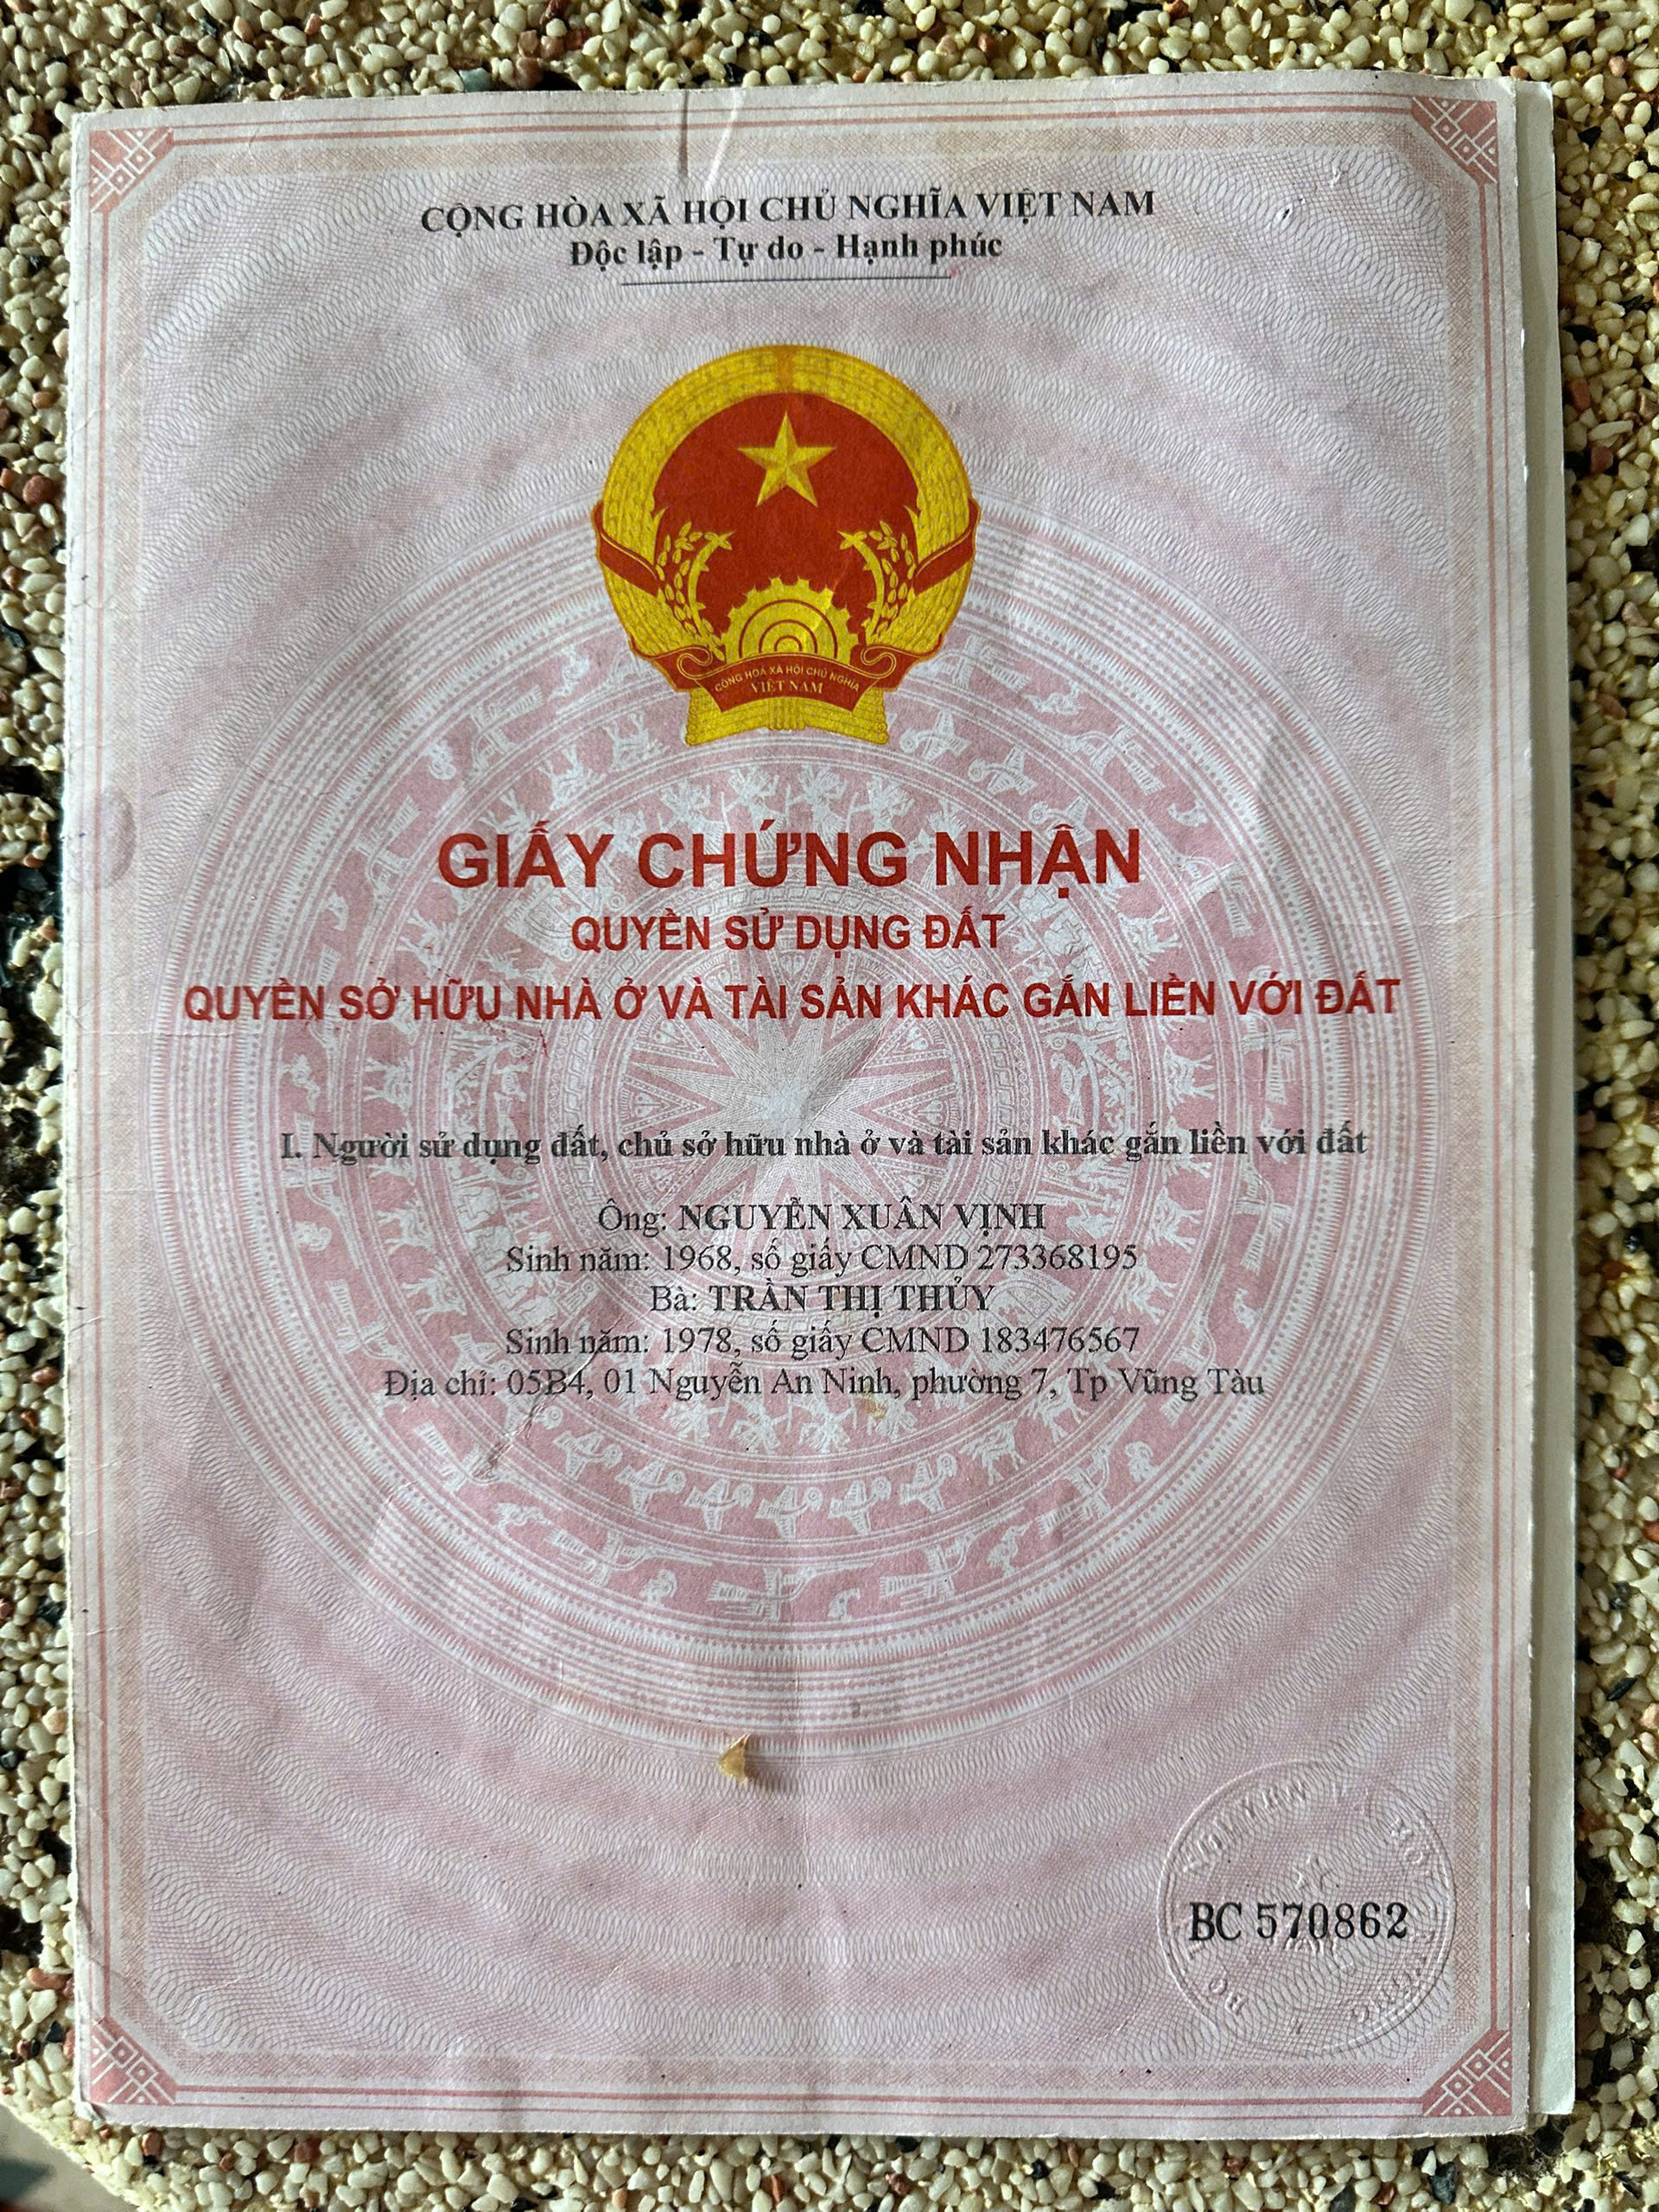 CỘNG HÒA XÃ HỘI CHỦ NGHĨA VIỆT NAM
Độc lập - Tự do - Hạnh phúc
CỘNG HÒA XÃ HỘI CHỦ NGHĨA
VIỆT NAM
GIẤY CHỨNG NHẬN
QUYỀN SỬ DỤNG ĐẤT
QUYỀN SỞ HỮU NHÀ Ở VÀ TÀI SẢN KHÁC GẮN LIỀN VỚI ĐẤT
I. Người sử dụng đất, chủ sở hữu nhà ở và tài sản khác gắn liền với đất
Ông: NGUYỄN XUÂN VỊNH
Sinh năm: 1968, số giấy CMND 273368195
Bà: TRẦN THỊ THỦY
Sinh năm: 1978, số giấy CMND 183476567
Địa chỉ: 05B4, 01 Nguyễn An Ninh, phường 7, Tp Vũng Tàu
BC 570862